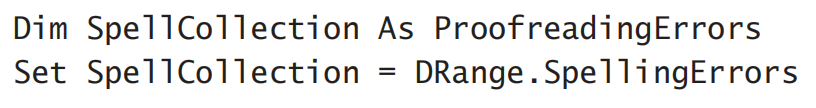 Dim SpellCollection As ProofreadingErrors
Set SpellCollection = DRange.SpellingErrors